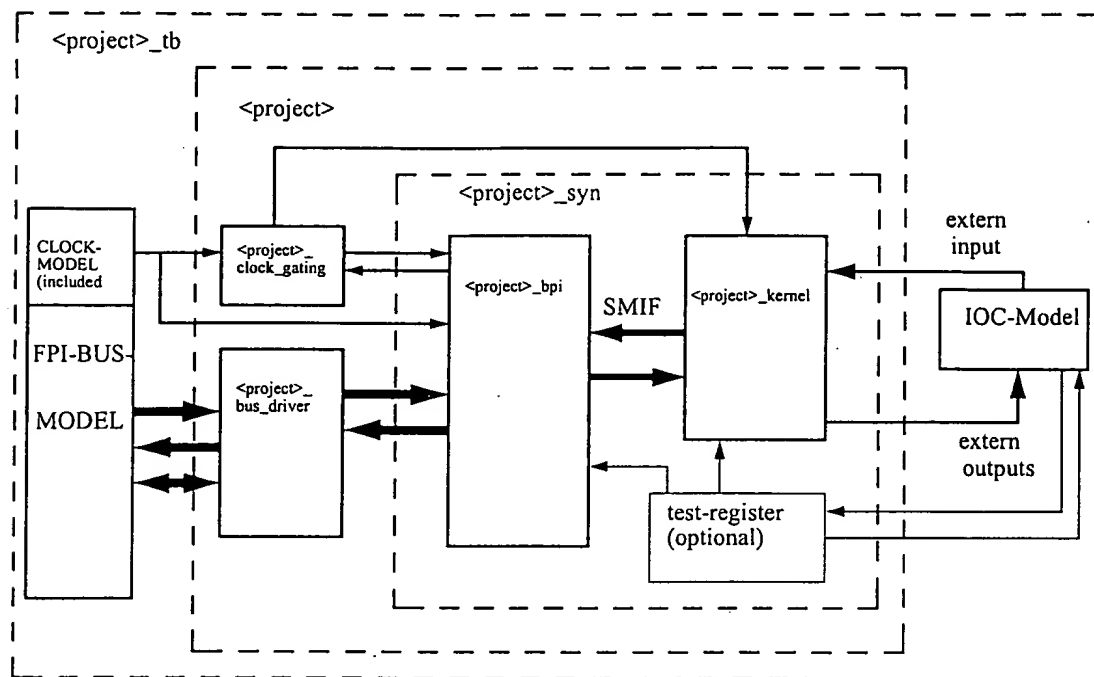 <project>_tb
<project>
<project>_syn
CLOCK-
MODEL
(included
FPI-BUS-
MODEL
<project>_
clock_gating
<project>_
bus_driver
<project>_bpi
SMIF
<project>_kernel
test-register
(optional)
extern
input
IOC-Model
extern
outputs